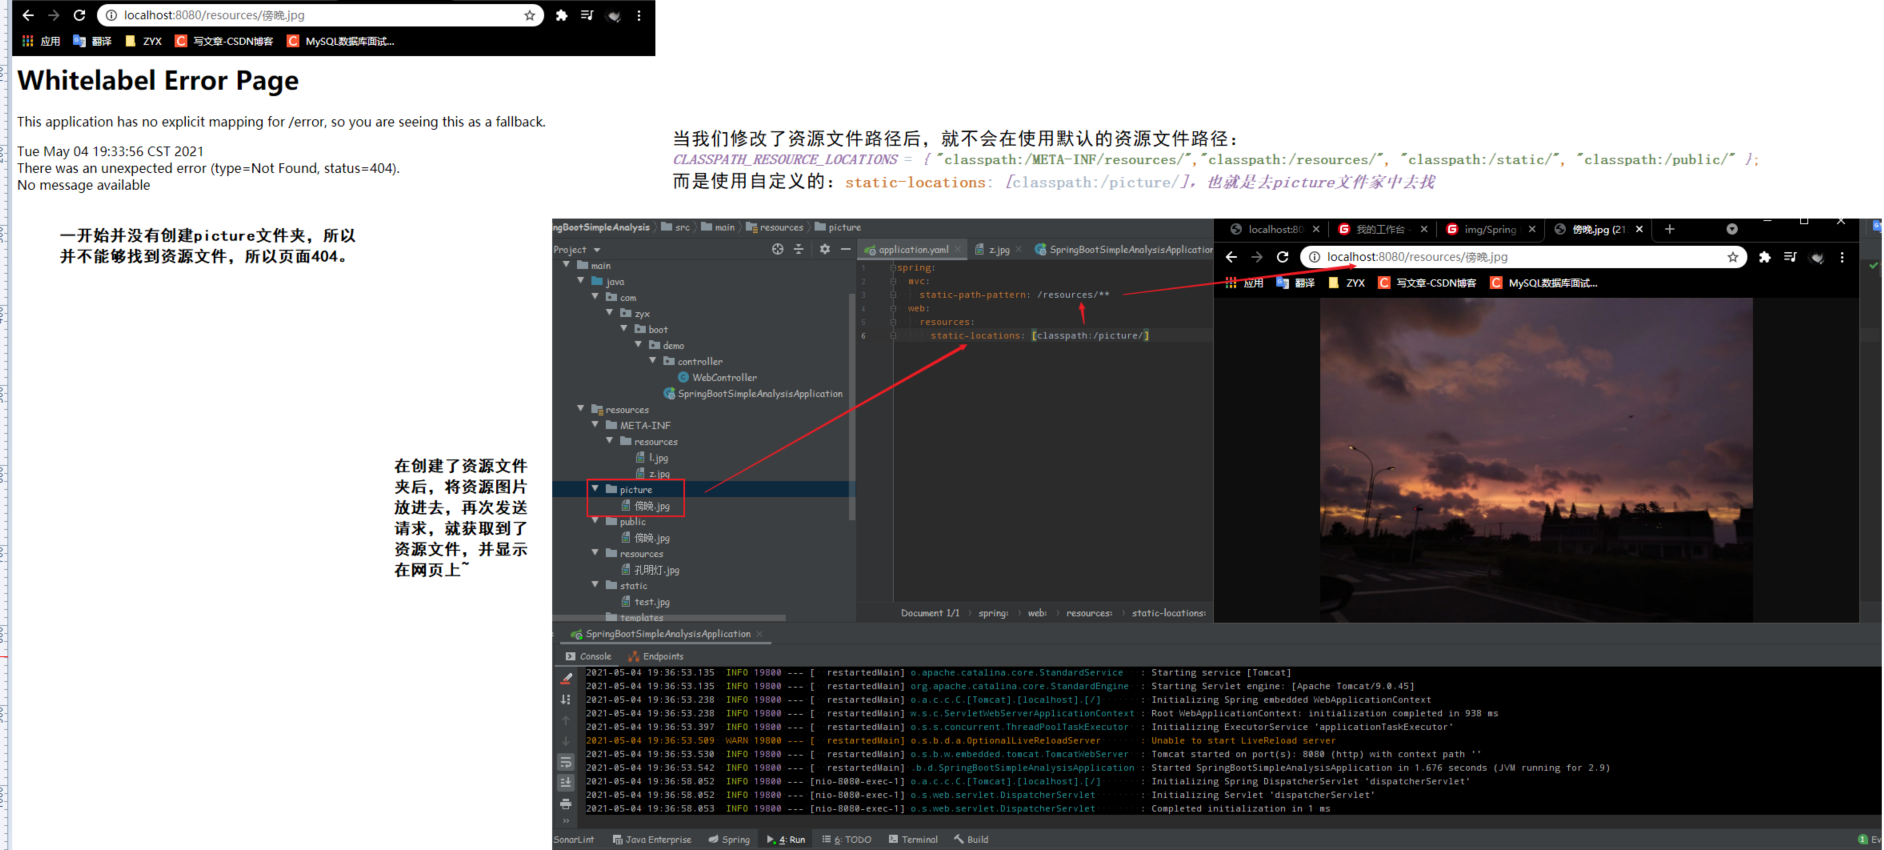 localhost:8080/resources/傍晚.jpg
应用 翻译 ZYX 写文章-CSDN博客 MySQL数据库面试...
Whitelabel Error Page
This application has no explicit mapping for /error, so you are seeing this as a fallback.
Tue May 04 19:33:56 CST 2021
There was an unexpected error (type=Not Found, status=404).
No message available
当我们修改了资源文件路径后，就不会在使用默认的资源文件路径：
CLASSPATH_RESOURCE_LOCATIONS = { "classpath:/META-INF/resources/","classpath:/resources/", "classpath:/static/", "classpath:/public/" };
而是使用自定义的：static-locations: [classpath:/picture/]，也就是去picture文件家中去找
一开始并没有创建picture文件夹，所以
并不能够找到资源文件，所以页面404。
在创建了资源文件
夹后，将资源图片
放进去，再次发送
请求，就获取到了
资源文件，并显示
在网页上~
ngBootSimpleAnalysis src main resources picture
Project
main
java
com
zyx
boot
demo
controller
WebController
SpringBootSimpleAnalysisApplication
resources
META-INF
resources
l.jpg
z.jpg
picture
傍晚.jpg
public
傍晚.jpg
resources
孔明灯.jpg
static
test.jpg
templates
application.yaml z.jpg SpringBootSimpleAnalysisApplication
1 spring:
2 mvc:
3 static-path-pattern: /resources/**
4 web:
5 resources:
6 static-locations: [classpath:/picture/]
Document 1/1 spring: web: resources: static-locations:
localhost:80 我的工作台 - img/Spring 傍晚.jpg (21
localhost:8080/resources/傍晚.jpg
应用 翻译 ZYX 写文章-CSDN博客 MySQL数据库面试...
SpringBootSimpleAnalysisApplication
Console Endpoints
2021-05-04 19:36:53.135 INFO 19800 --- [ restartedMain] o.apache.catalina.core.StandardService : Starting service [Tomcat]
2021-05-04 19:36:53.135 INFO 19800 --- [ restartedMain] org.apache.catalina.core.StandardEngine : Starting Servlet engine: [Apache Tomcat/9.0.45]
2021-05-04 19:36:53.238 INFO 19800 --- [ restartedMain] o.a.c.c.C.[Tomcat].[localhost].[/] : Initializing Spring embedded WebApplicationContext
2021-05-04 19:36:53.238 INFO 19800 --- [ restartedMain] w.s.c.ServletWebServerApplicationContext : Root WebApplicationContext: initialization completed in 938 ms
2021-05-04 19:36:53.397 INFO 19800 --- [ restartedMain] o.s.s.concurrent.ThreadPoolTaskExecutor : Initializing ExecutorService 'applicationTaskExecutor'
2021-05-04 19:36:53.509 WARN 19800 --- [ restartedMain] o.s.b.d.a.OptionalLiveReloadServer : Unable to start LiveReload server
2021-05-04 19:36:53.530 INFO 19800 --- [ restartedMain] o.s.b.w.embedded.tomcat.TomcatWebServer : Tomcat started on port(s): 8080 (http) with context path ''
2021-05-04 19:36:53.542 INFO 19800 --- [ restartedMain] .b.d.SpringBootSimpleAnalysisApplication : Started SpringBootSimpleAnalysisApplication in 1.676 seconds (JVM running for 2.9)
2021-05-04 19:36:58.052 INFO 19800 --- [nio-8080-exec-1] o.a.c.c.C.[Tomcat].[localhost].[/] : Initializing Spring DispatcherServlet 'dispatcherServlet'
2021-05-04 19:36:58.052 INFO 19800 --- [nio-8080-exec-1] o.s.web.servlet.DispatcherServlet : Initializing Servlet 'dispatcherServlet'
2021-05-04 19:36:58.053 INFO 19800 --- [nio-8080-exec-1] o.s.web.servlet.DispatcherServlet : Completed initialization in 1 ms
SonarLint Java Enterprise Spring 4: Run 6: TODO Terminal Build 1 Ev